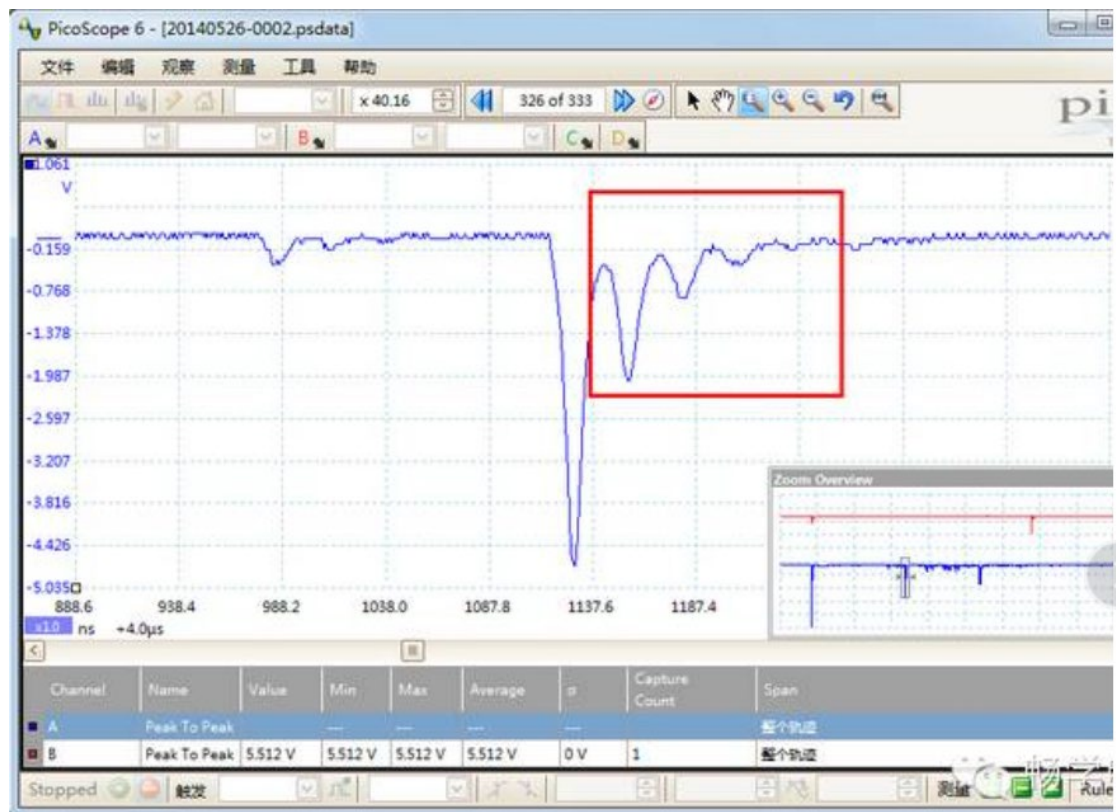 PicoScope 6 - [20140526-0002.psdata]
文件 编辑 观察 测量 工具 帮助
x 40.16 326 of 333
pi
A B C D
1.061
V
-0.159
-0.768
-1.378
-1.987
-2.597
-3.207
-3.816
-4.426
-5.035
Zoom Overview
888.6 938.4 988.2 1038.0 1087.8 1137.6 1187.4
x1.0 ns +4.0µs
Channel Name Value Min Max Average σ Capture Count Span
A Peak To Peak --- --- --- --- 整个轨迹
B Peak To Peak 5.512 V 5.512 V 5.512 V 5.512 V 0 V 1 整个轨迹
Stopped 触发 测量 Rule
畅学